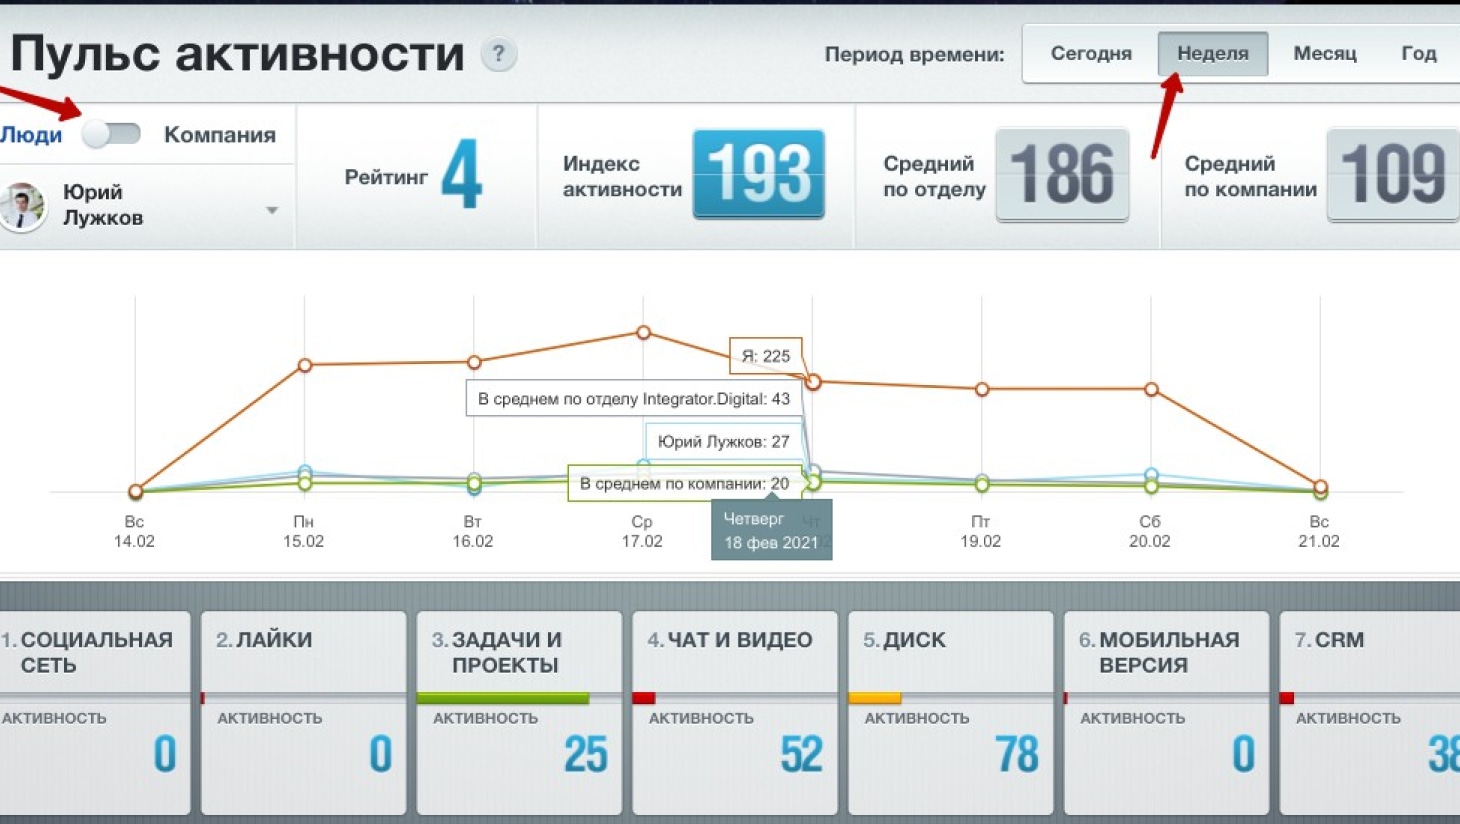 Пульс активности
?
Период времени:
Сегодня
Неделя
Месяц
Год
Люди
Компания
Юрий
Лужков
Рейтинг
4
Индекс
активности
193
Средний
по отделу
186
Средний
по компании
109
Я: 225
В среднем по отделу Integrator.Digital: 43
Юрий Лужков: 27
В среднем по компании: 20
Четверг
18 фев 2021
Вс
14.02
Пн
15.02
Вт
16.02
Ср
17.02
Чт
Пт
19.02
Сб
20.02
Вс
21.02
1. СОЦИАЛЬНАЯ
СЕТЬ
АКТИВНОСТЬ
0
2. ЛАЙКИ
АКТИВНОСТЬ
0
3. ЗАДАЧИ И
ПРОЕКТЫ
АКТИВНОСТЬ
25
4. ЧАТ И ВИДЕО
АКТИВНОСТЬ
52
5. ДИСК
АКТИВНОСТЬ
78
6. МОБИЛЬНАЯ
ВЕРСИЯ
АКТИВНОСТЬ
0
7. CRM
АКТИВНОСТЬ
38